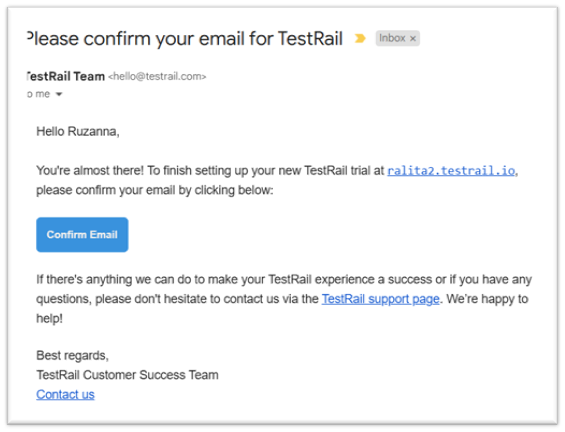 Please confirm your email for TestRail Inbox ×
TestRail Team <hello@testrail.com>
to me
Hello Ruzanna,
You're almost there! To finish setting up your new TestRail trial at ralita2.testrail.io,
please confirm your email by clicking below:
Confirm Email
If there's anything we can do to make your TestRail experience a success or if you have any
questions, please don't hesitate to contact us via the TestRail support page. We're happy to
help!
Best regards,
TestRail Customer Success Team
Contact us